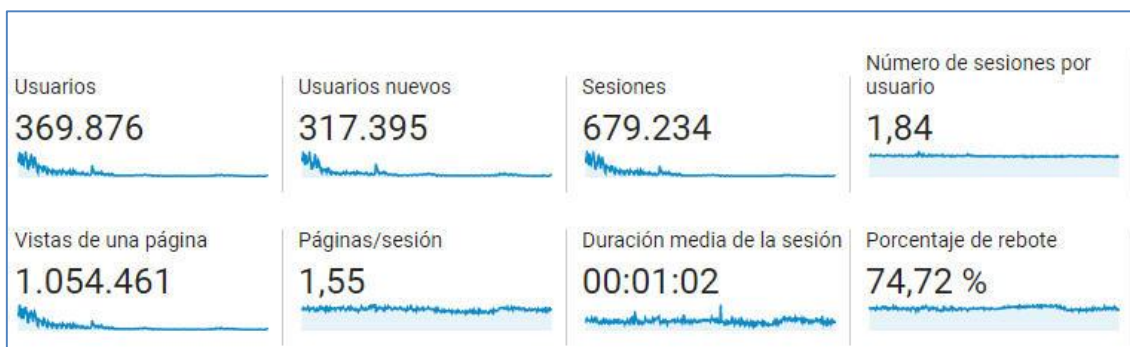 Usuarios
369.876
Usuarios nuevos
317.395
Sesiones
679.234
Número de sesiones por
usuario
1,84
Vistas de una página
1.054.461
Páginas/sesión
1,55
Duración media de la sesión
00:01:02
Porcentaje de rebote
74,72 %